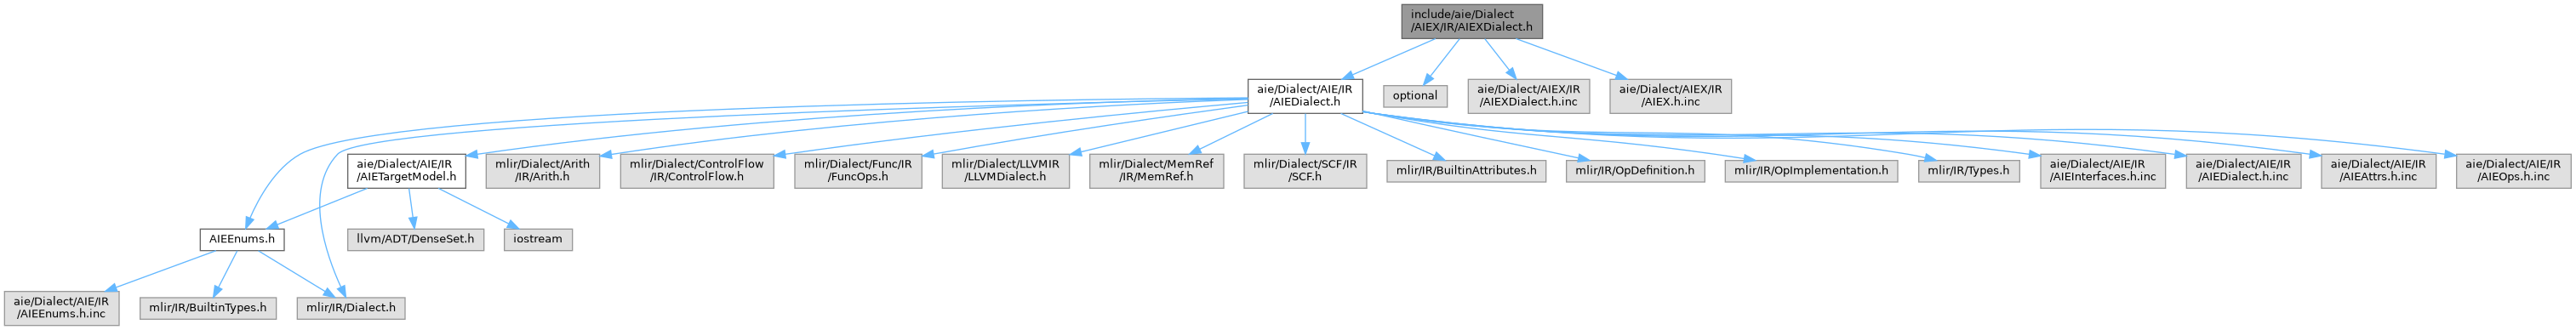 include/aie/Dialect
/AIEX/IR/AIEXDialect.h
aie/Dialect/AIE/IR
/AIEDialect.h
optional
aie/Dialect/AIEX/IR
/AIEXDialect.h.inc
aie/Dialect/AIEX/IR
/AIEX.h.inc
aie/Dialect/AIE/IR
/AIETargetModel.h
mlir/Dialect/Arith
/IR/Arith.h
mlir/Dialect/ControlFlow
/IR/ControlFlow.h
mlir/Dialect/Func/IR
/FuncOps.h
mlir/Dialect/LLVMIR
/LLVMDialect.h
mlir/Dialect/MemRef
/IR/MemRef.h
mlir/Dialect/SCF/IR
/SCF.h
mlir/IR/BuiltinAttributes.h
mlir/IR/OpDefinition.h
mlir/IR/OpImplementation.h
mlir/IR/Types.h
aie/Dialect/AIE/IR
/AIEInterfaces.h.inc
aie/Dialect/AIE/IR
/AIEDialect.h.inc
aie/Dialect/AIE/IR
/AIEAttrs.h.inc
aie/Dialect/AIE/IR
/AIEOps.h.inc
AIEEnums.h
llvm/ADT/DenseSet.h
iostream
aie/Dialect/AIE/IR
/AIEEnums.h.inc
mlir/IR/BuiltinTypes.h
mlir/IR/Dialect.h